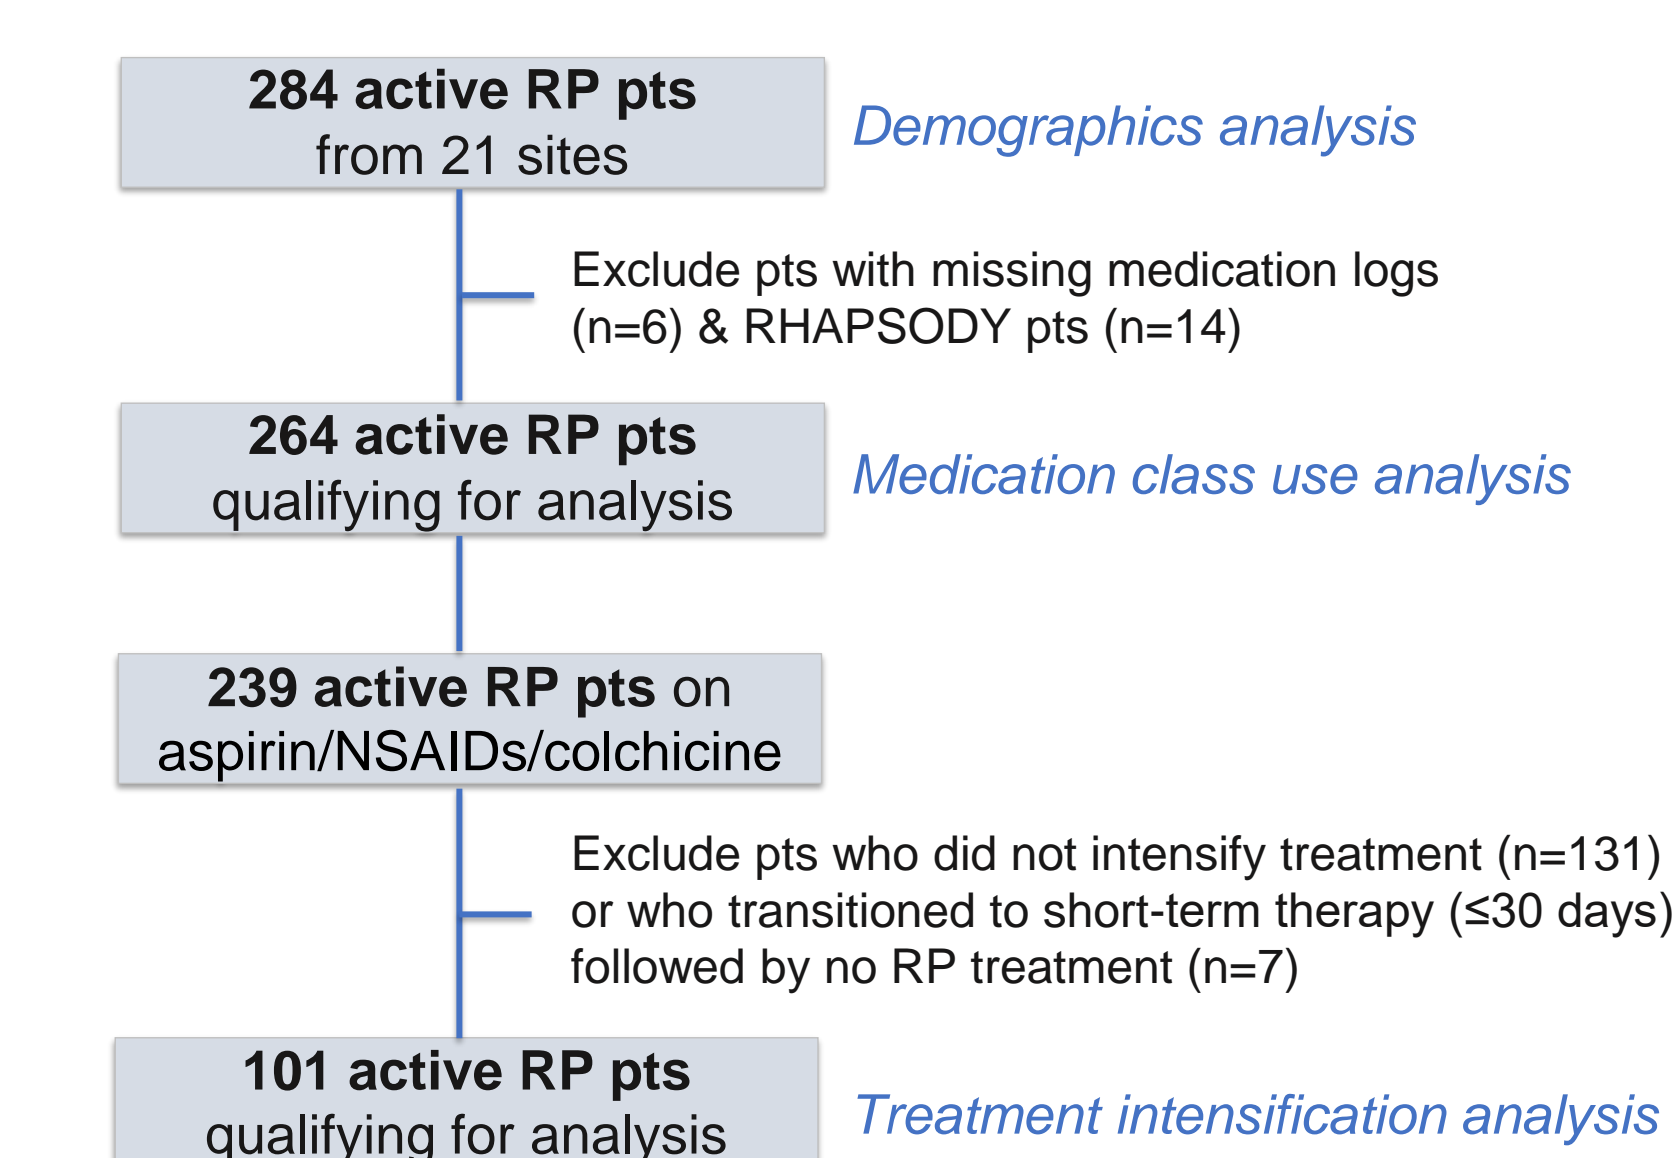 284 active RP pts
from 21 sites
Demographics analysis
Exclude pts with missing medication logs
(n=6) & RHAPSODY pts (n=14)
264 active RP pts
qualifying for analysis
Medication class use analysis
239 active RP pts on
aspirin/NSAIDs/colchicine
Exclude pts who did not intensify treatment (n=131)
or who transitioned to short-term therapy (≤30 days)
followed by no RP treatment (n=7)
101 active RP pts
qualifying for analysis
Treatment intensification analysis